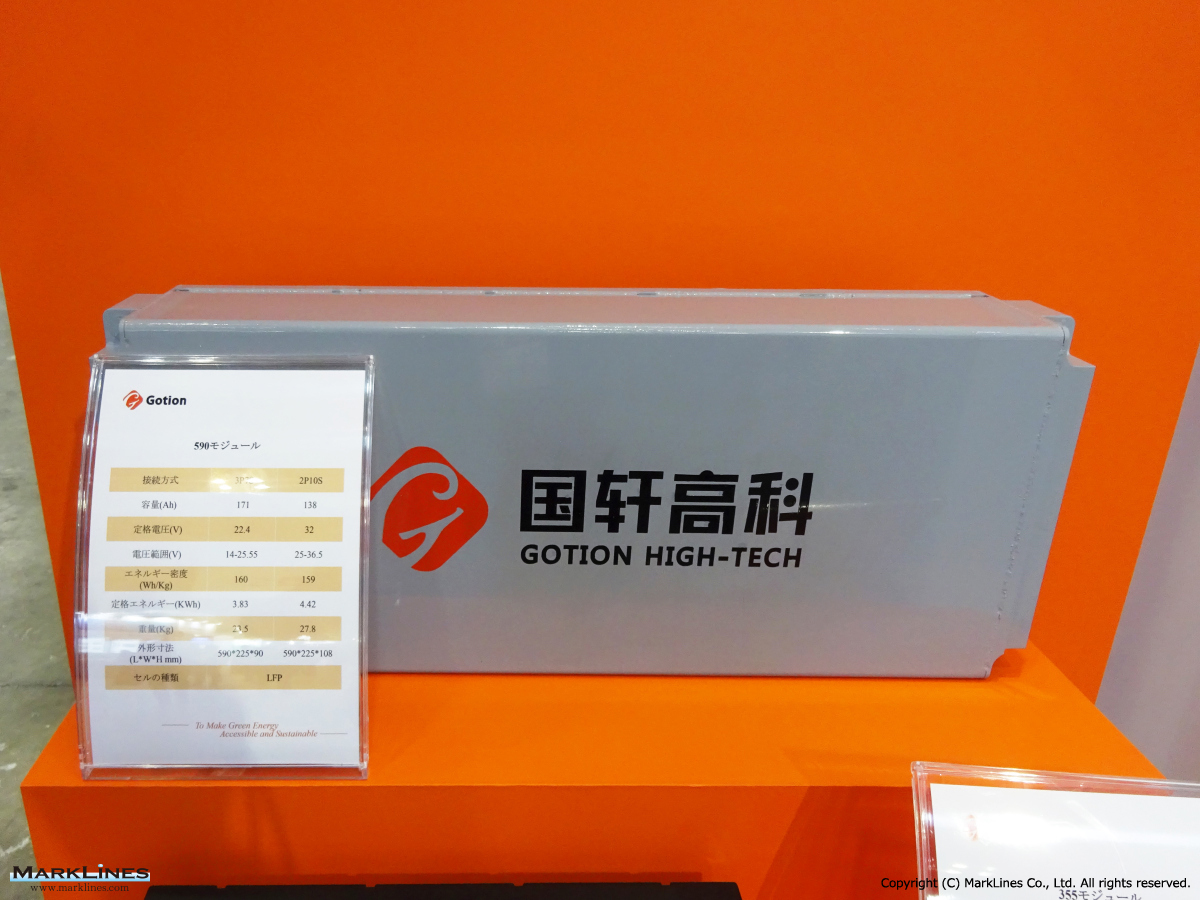 Gotion
590モジュール
接続方式 2P10S
容量(Ah) 171 138
定格電圧(V) 22.4 32
電圧範囲(V) 14-25.55 25-36.5
エネルギー密度
(Wh/Kg) 160 159
定格エネルギー(KWh) 3.83 4.42
重量(Kg) 23.5 27.8
外形寸法
(L*W*H mm) 590*225*90 590*225*108
セルの種類 LFP
To Make Green Energy
Accessible and Sustainable
国轩高科
GOTION HIGH-TECH
355モジュール
MARKLINES
www.marklines.com
Copyright (C) MarkLines Co., Ltd. All rights reserved.